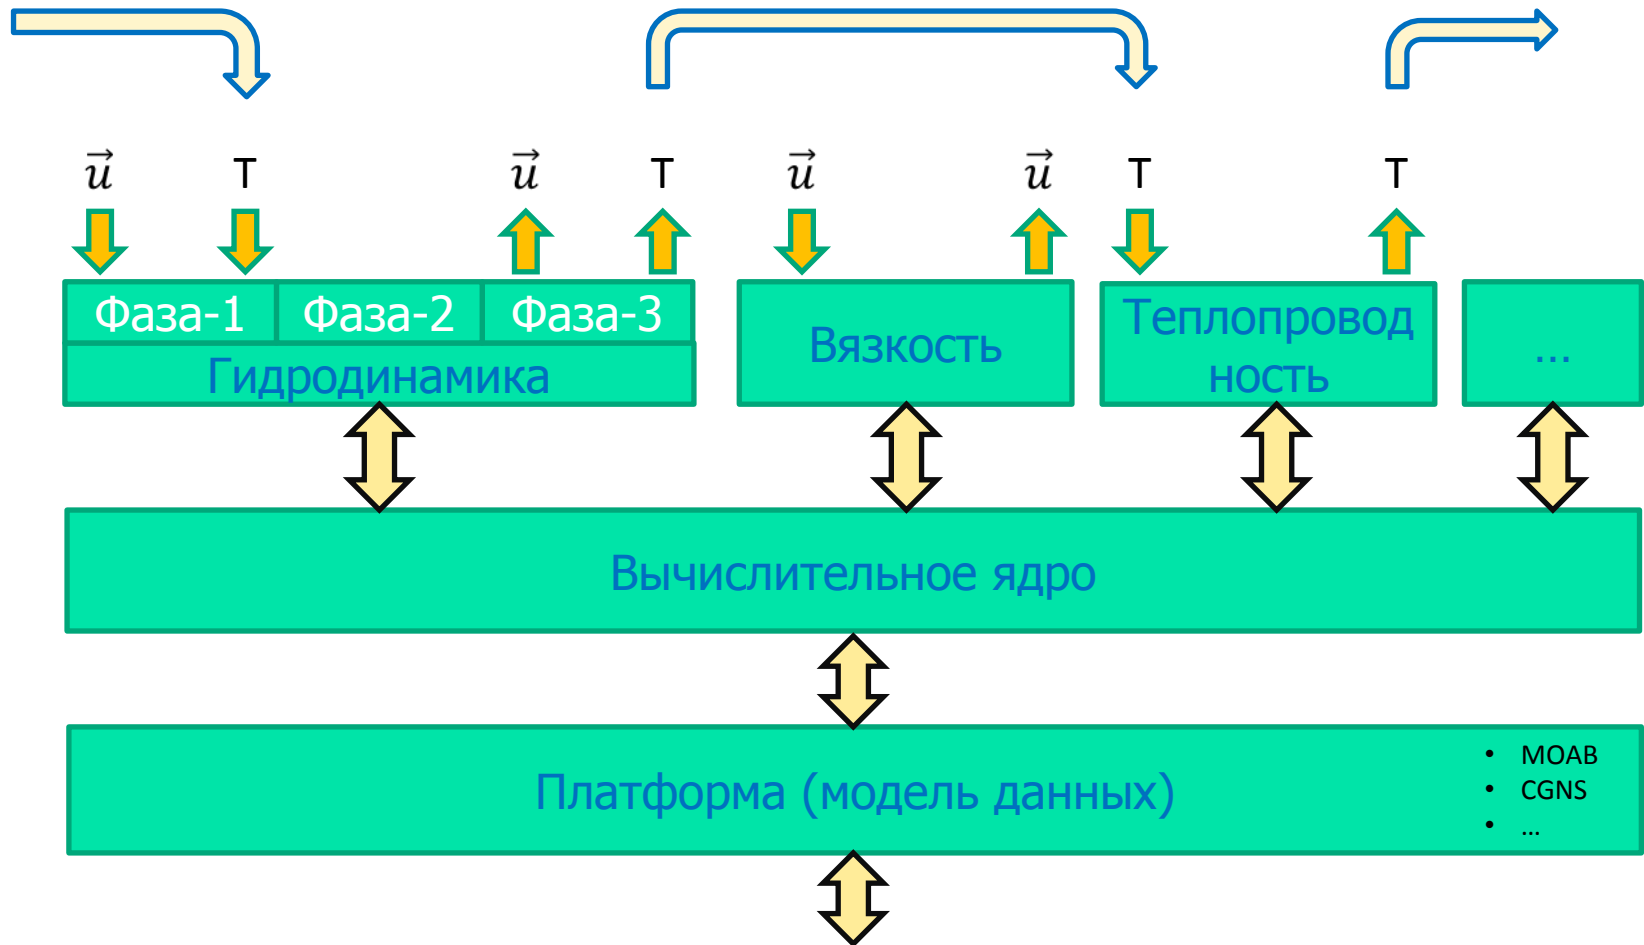 u⃗ T u⃗ T u⃗ u⃗ T T
Фаза-1 Фаза-2 Фаза-3
Гидродинамика
Вязкость
Теплопровод
ность
...
Вычислительное ядро
Платформа (модель данных)
• MOAB
• CGNS
• ...